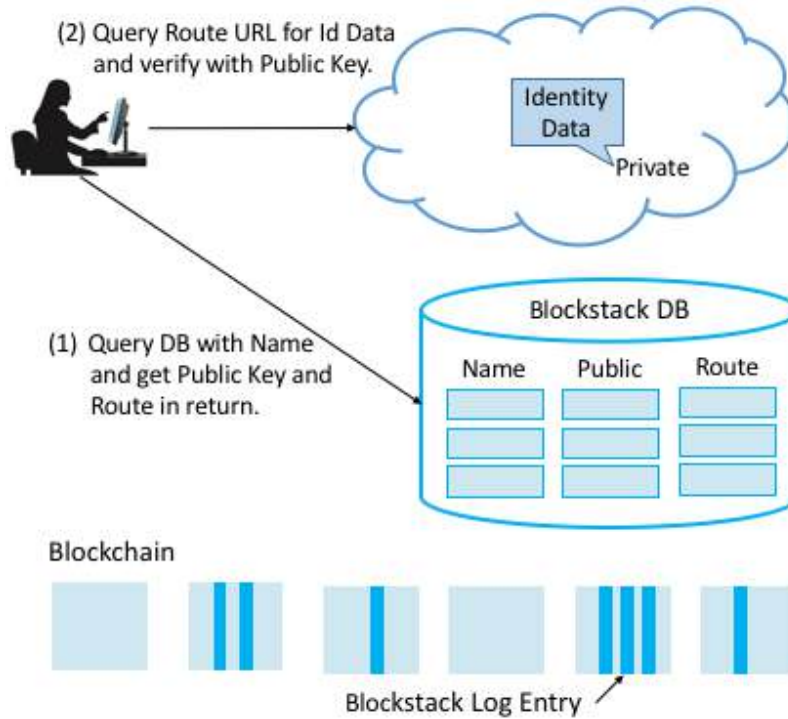 (2) Query Route URL for Id Data
and verify with Public Key.
Identity
Data
Private
Blockstack DB
(1) Query DB with Name
and get Public Key and
Route in return.
Name Public Route
Blockchain
Blockstack Log Entry